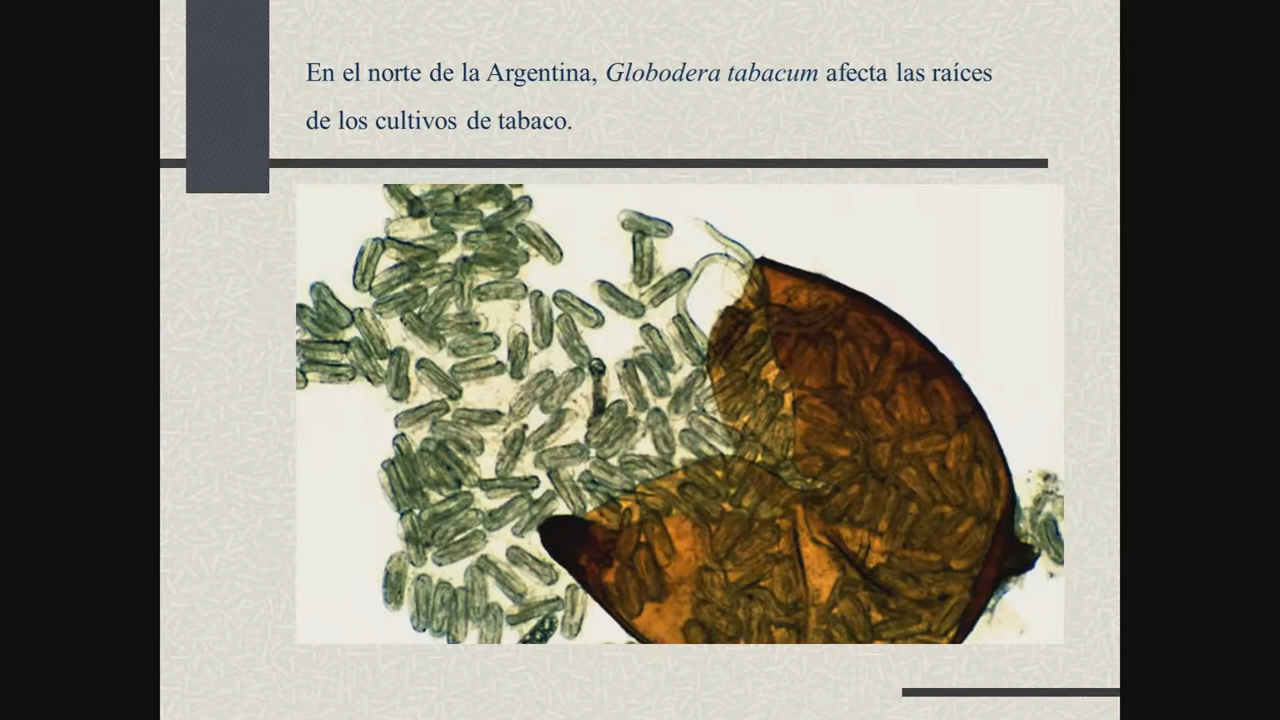 En el norte de la Argentina, Globodera tabacum afecta las raíces
de los cultivos de tabaco.